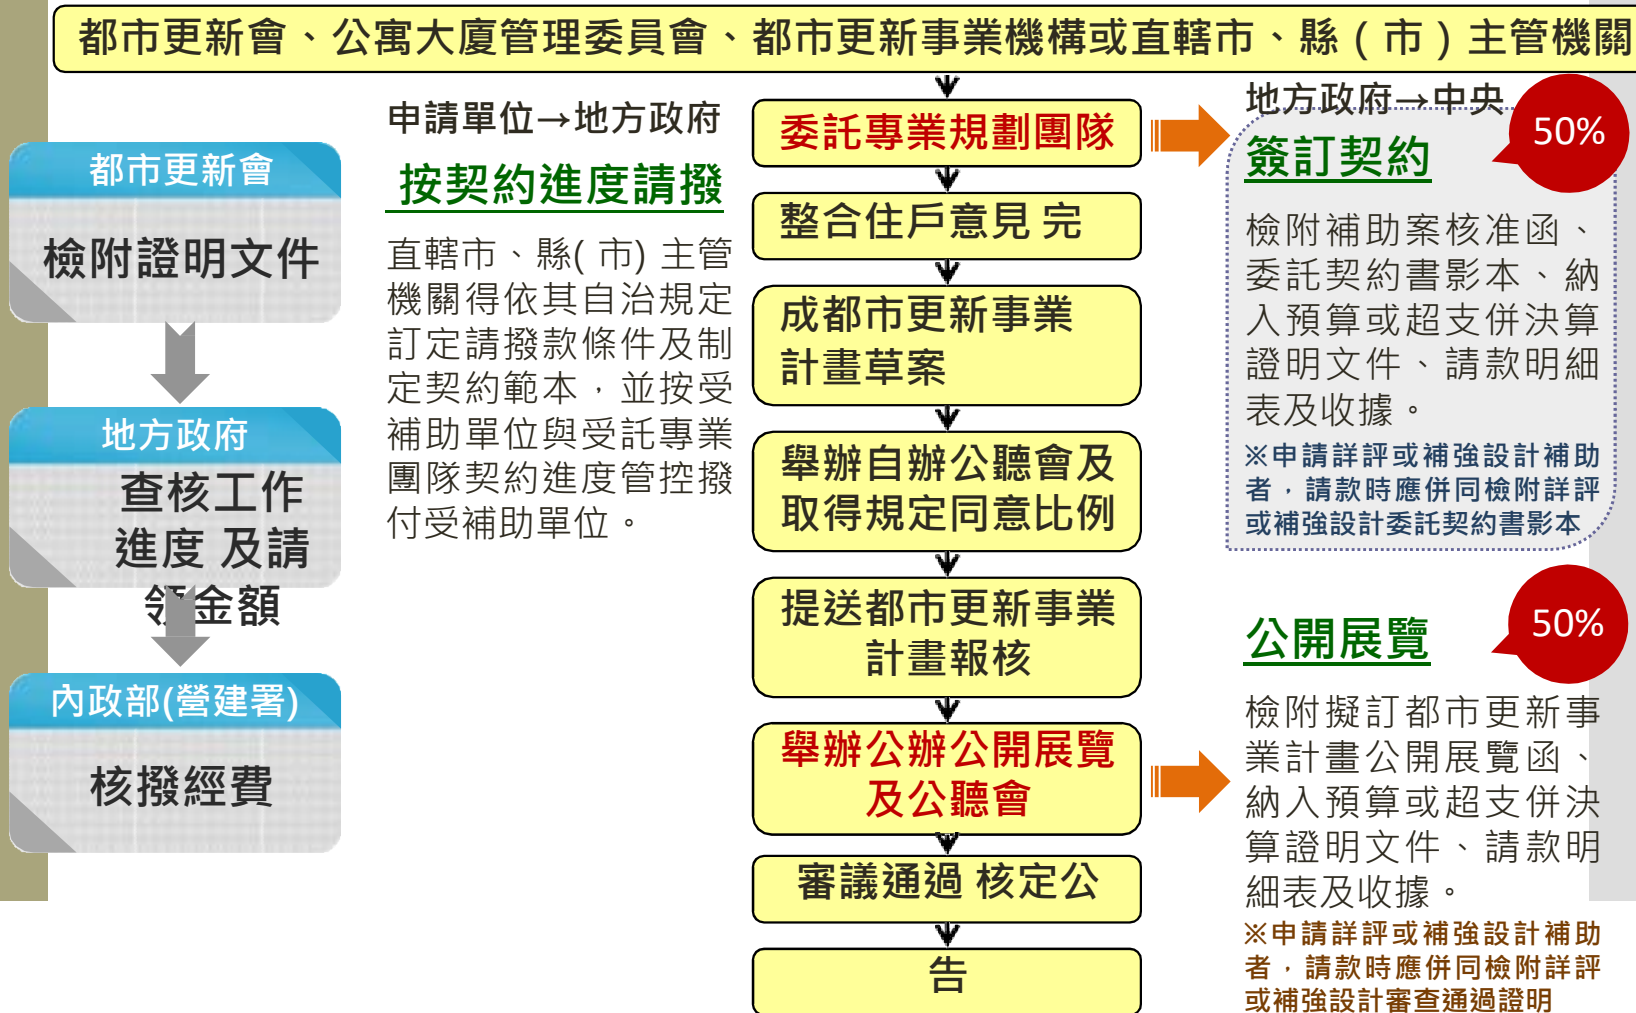 都市更新會、公寓大廈管理委員會、都市更新事業機構或直轄市、縣（市）主管機關
都市更新會
檢附證明文件
地方政府
查核工作
進度 及請
領金額
內政部(營建署)
核撥經費
申請單位→地方政府
按契約進度請撥
直轄市、縣( 市) 主管
機關得依其自治規定
訂定請撥款條件及制
定契約範本，並按受
補助單位與受託專業
團隊契約進度管控撥
付受補助單位。
委託專業規劃團隊
整合住戶意見 完
成都市更新事業
計畫草案
舉辦自辦公聽會及
取得規定同意比例
提送都市更新事業
計畫報核
舉辦公辦公開展覽
及公聽會
審議通過 核定公
告
地方政府→中央
50%
簽訂契約
檢附補助案核准函、
委託契約書影本、納
入預算或超支併決算
證明文件、請款明細
表及收據。
※申請詳評或補強設計補助
者，請款時應併同檢附詳評
或補強設計委託契約書影本
50%
公開展覽
檢附擬訂都市更新事
業計畫公開展覽函、
納入預算或超支併決
算證明文件、請款明
細表及收據。
※申請詳評或補強設計補助
者，請款時應併同檢附詳評
或補強設計審查通過證明